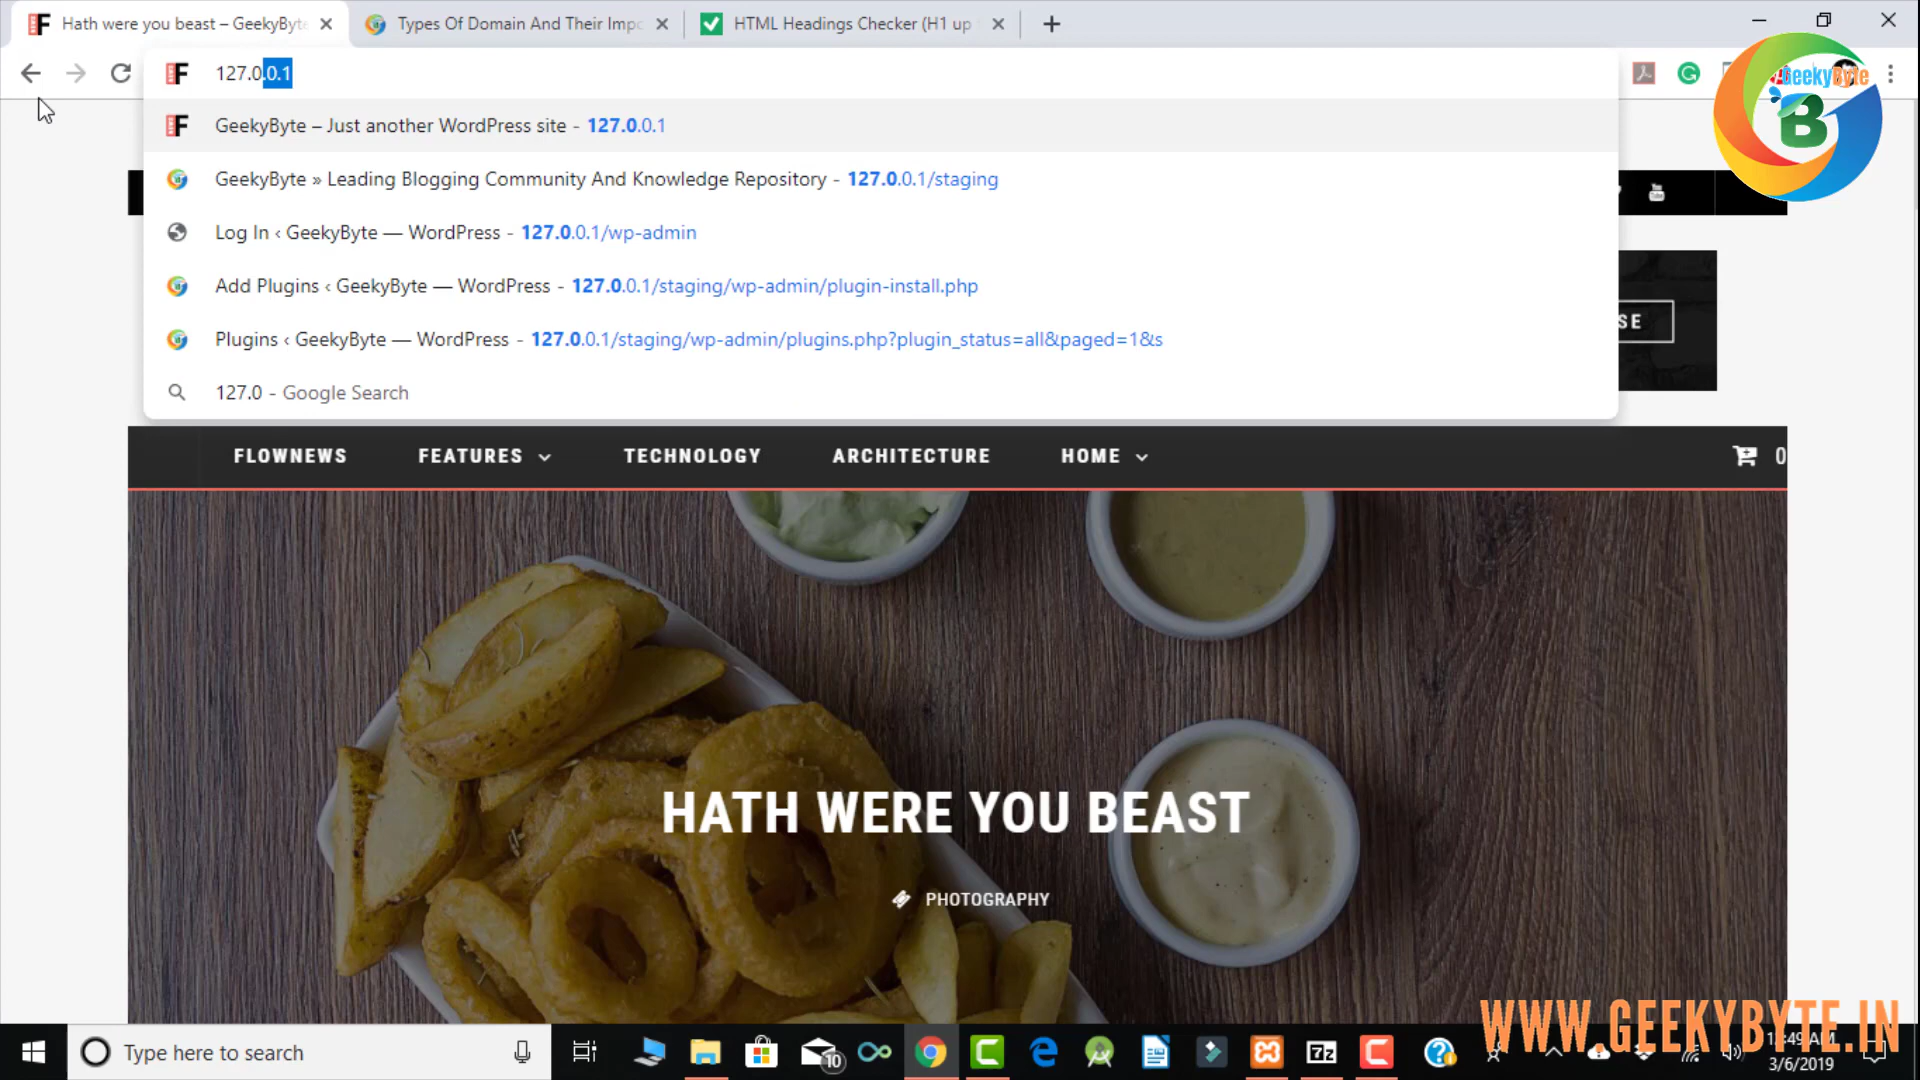 Hath were you beast – GeekyByte
Types Of Domain And Their Impo
HTML Headings Checker (H1 up
127.0.0.1
GeekyByte
GeekyByte – Just another WordPress site - 127.0.0.1
GeekyByte » Leading Blogging Community And Knowledge Repository - 127.0.0.1/staging
Log In ‹ GeekyByte — WordPress - 127.0.0.1/wp-admin
Add Plugins ‹ GeekyByte — WordPress - 127.0.0.1/staging/wp-admin/plugin-install.php
Plugins ‹ GeekyByte — WordPress - 127.0.0.1/staging/wp-admin/plugins.php?plugin_status=all&paged=1&s
127.0 - Google Search
SE
FLOWNEWS FEATURES TECHNOLOGY ARCHITECTURE HOME 0
HATH WERE YOU BEAST
PHOTOGRAPHY
WWW.GEEKYBYTE.IN
Type here to search
10
3/6/2019